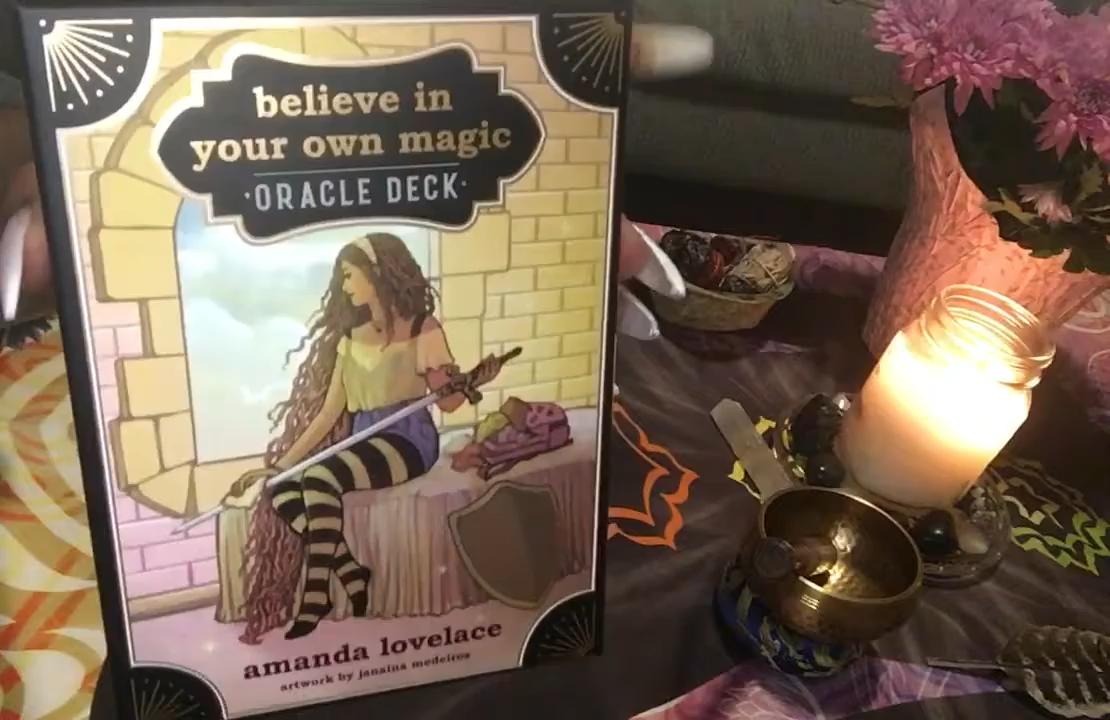 believe in
your own magic
·ORACLE DECK·
amanda lovelace
artwork by janaina medeiros